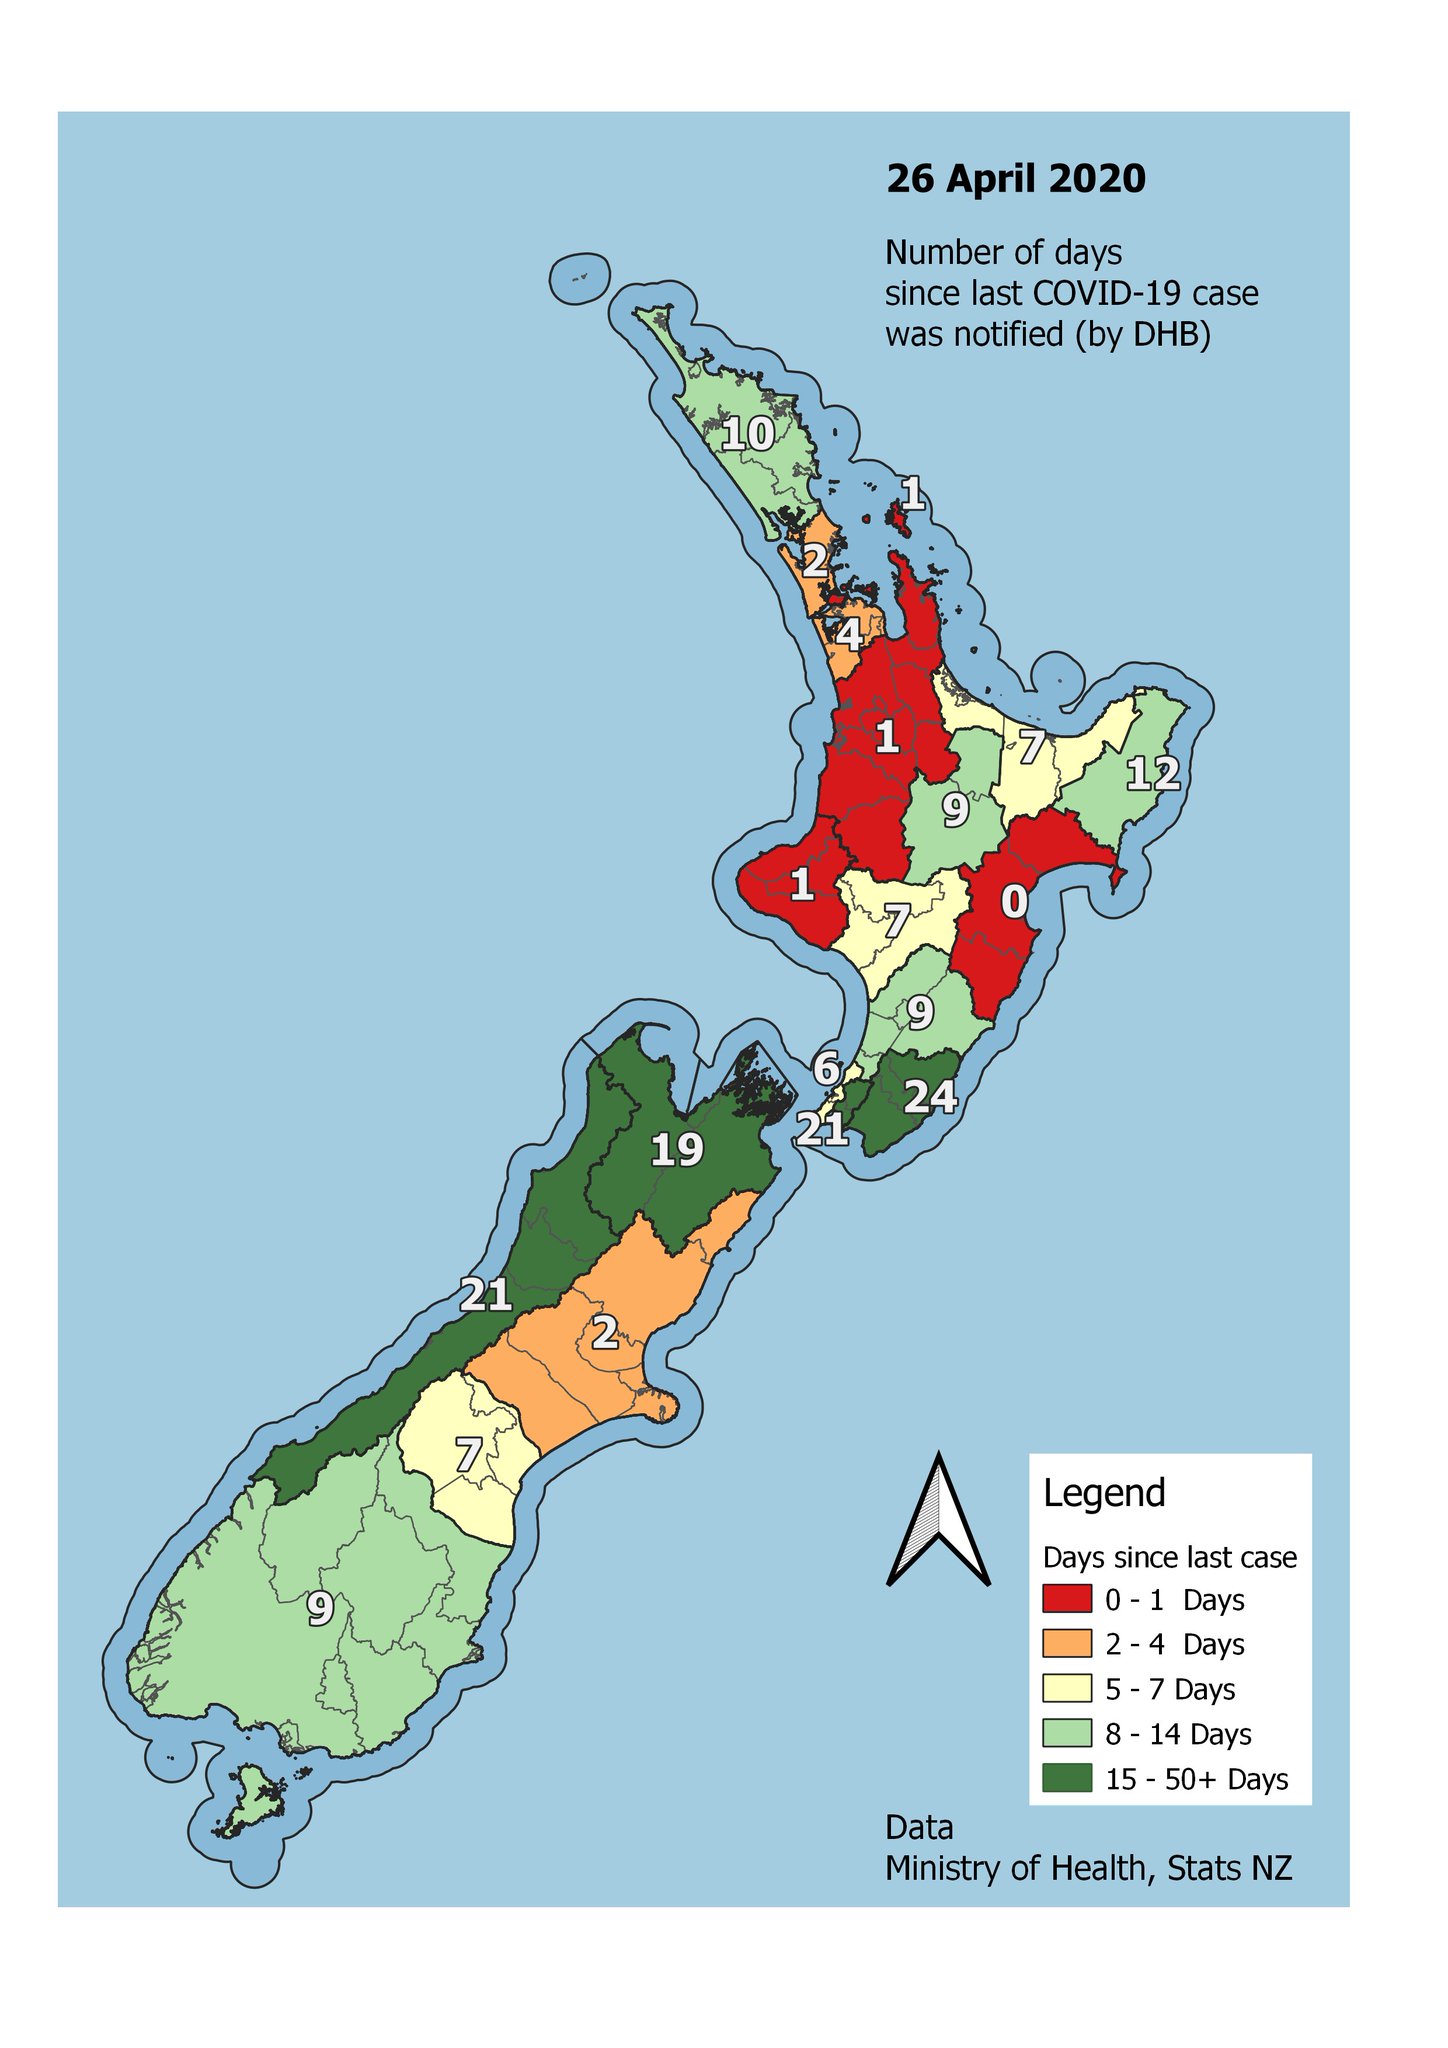 26 April 2020
Number of days
since last COVID-19 case
was notified (by DHB)
10
1
2
4
1
7
12
9
1
0
7
9
6
24
21
19
21
2
7
9
Legend
Days since last case
0 - 1 Days
2 - 4 Days
5 - 7 Days
8 - 14 Days
15 - 50+ Days
Data
Ministry of Health, Stats NZ